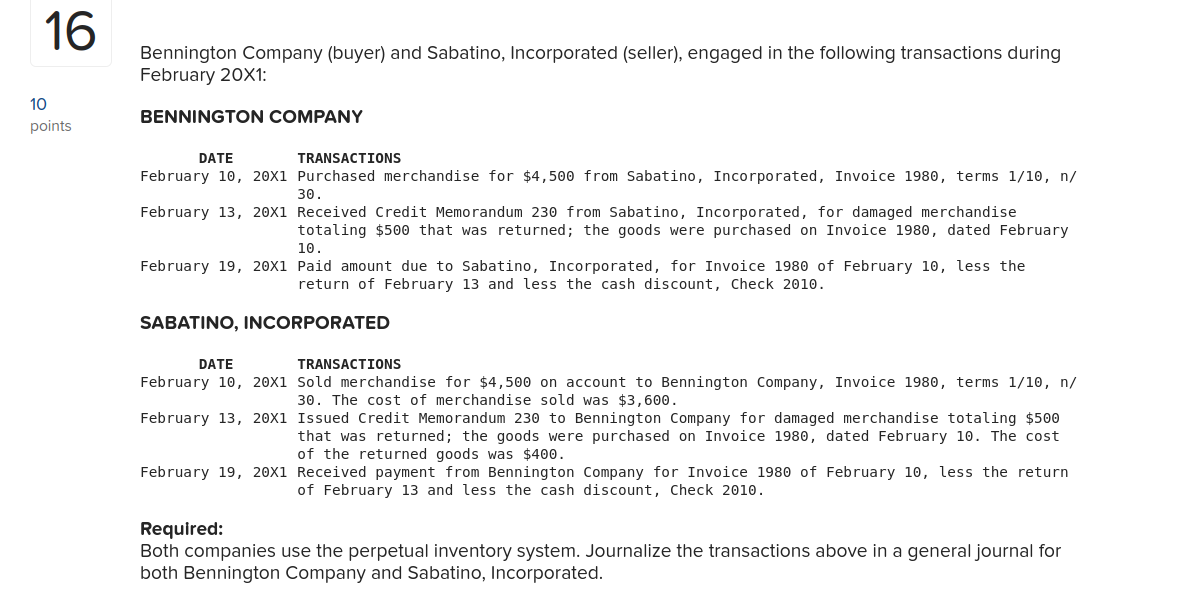 16
10
points
Bennington Company (buyer) and Sabatino, Incorporated (seller), engaged in the following transactions during
February 20X1:
BENNINGTON COMPANY
DATE TRANSACTIONS
February 10, 20X1 Purchased merchandise for $4,500 from Sabatino, Incorporated, Invoice 1980, terms 1/10, n/
30.
February 13, 20X1 Received Credit Memorandum 230 from Sabatino, Incorporated, for damaged merchandise
totaling $500 that was returned; the goods were purchased on Invoice 1980, dated February
10.
February 19, 20X1 Paid amount due to Sabatino, Incorporated, for Invoice 1980 of February 10, less the
return of February 13 and less the cash discount, Check 2010.
SABATINO, INCORPORATED
DATE TRANSACTIONS
February 10, 20X1 Sold merchandise for $4,500 on account to Bennington Company, Invoice 1980, terms 1/10, n/
30. The cost of merchandise sold was $3,600.
February 13, 20X1 Issued Credit Memorandum 230 to Bennington Company for damaged merchandise totaling $500
that was returned; the goods were purchased on Invoice 1980, dated February 10. The cost
of the returned goods was $400.
February 19, 20X1 Received payment from Bennington Company for Invoice 1980 of February 10, less the return
of February 13 and less the cash discount, Check 2010.
Required:
Both companies use the perpetual inventory system. Journalize the transactions above in a general journal for
both Bennington Company and Sabatino, Incorporated.